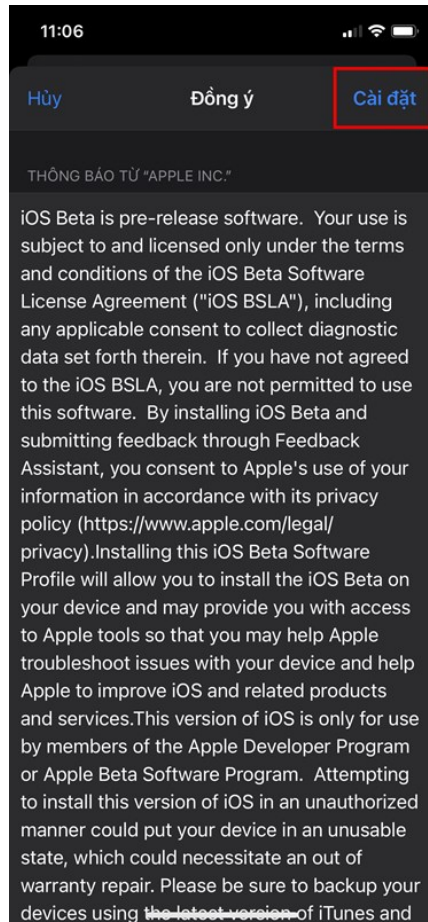 11:06
Hủy Đồng ý Cài đặt
THÔNG BÁO TỪ “APPLE INC.”
iOS Beta is pre-release software.  Your use is
subject to and licensed only under the terms
and conditions of the iOS Beta Software
License Agreement ("iOS BSLA"), including
any applicable consent to collect diagnostic
data set forth therein.  If you have not agreed
to the iOS BSLA, you are not permitted to use
this software.  By installing iOS Beta and
submitting feedback through Feedback
Assistant, you consent to Apple's use of your
information in accordance with its privacy
policy (https://www.apple.com/legal/
privacy).Installing this iOS Beta Software
Profile will allow you to install the iOS Beta on
your device and may provide you with access
to Apple tools so that you may help Apple
troubleshoot issues with your device and help
Apple to improve iOS and related products
and services.This version of iOS is only for use
by members of the Apple Developer Program
or Apple Beta Software Program.  Attempting
to install this version of iOS in an unauthorized
manner could put your device in an unusable
state, which could necessitate an out of
warranty repair. Please be sure to backup your
devices using the latest version of iTunes and